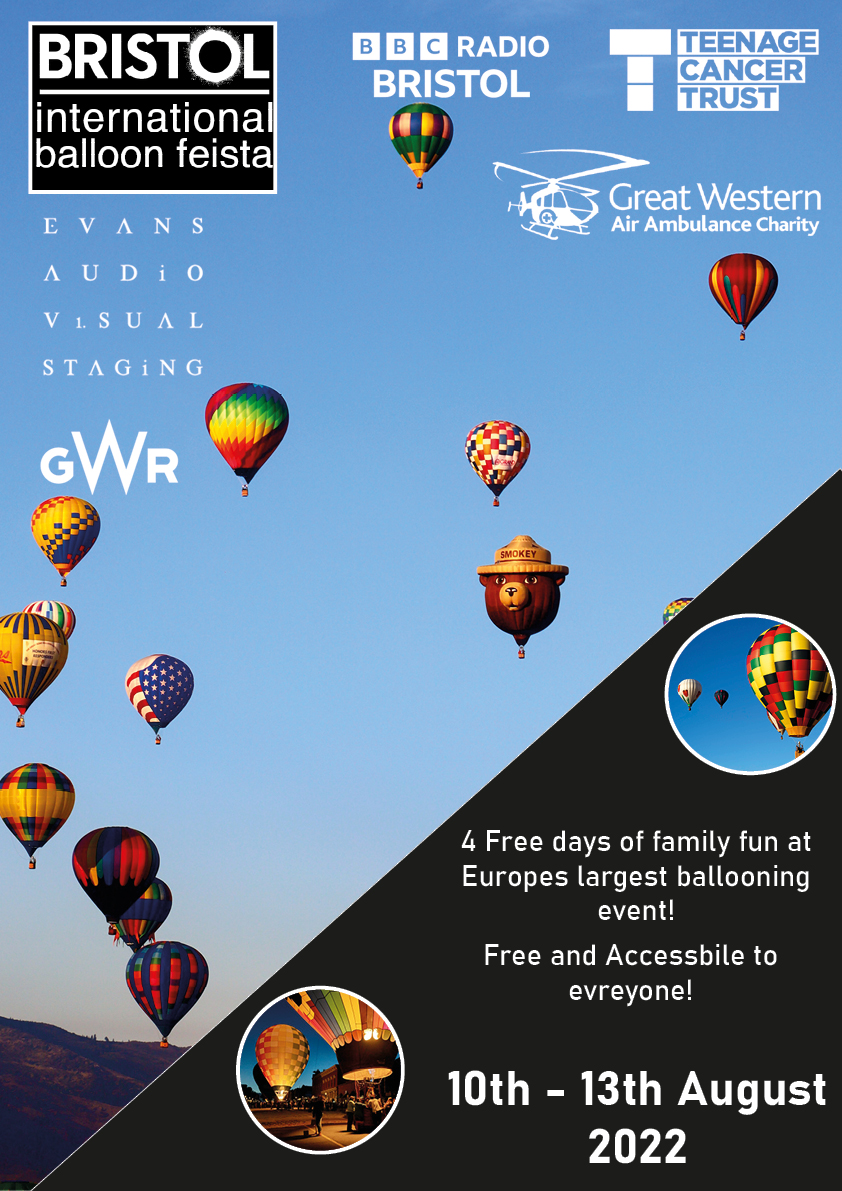 BRISTOL
international
balloon feista
BBC RADIO
BRISTOL
TEENAGE
CANCER
TRUST
Great Western
Air Ambulance Charity
EVANS
AUDiO
V1.SUAL
STAGiNG
GWR
SMOKEY
4 Free days of family fun at
Europes largest ballooning
event!
Free and Accessbile to
evreyone!
10th - 13th August
2022